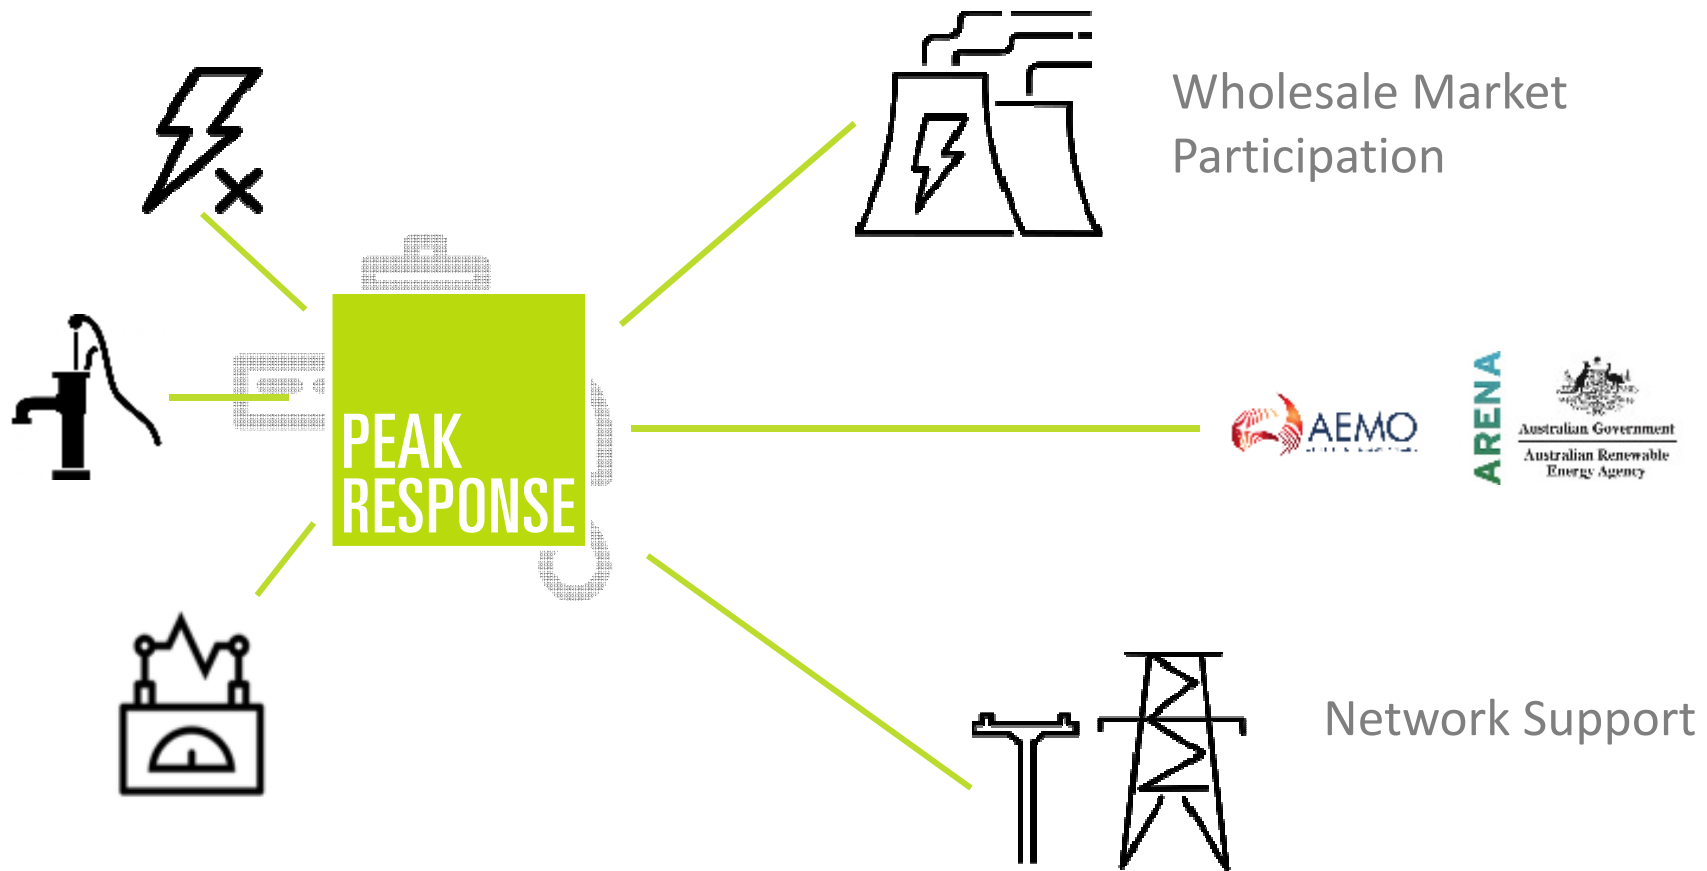 Wholesale Market
Participation
PEAK
RESPONSE
AEMO
ARENA
Australian Government
Australian Renewable
Energy Agency
Network Support